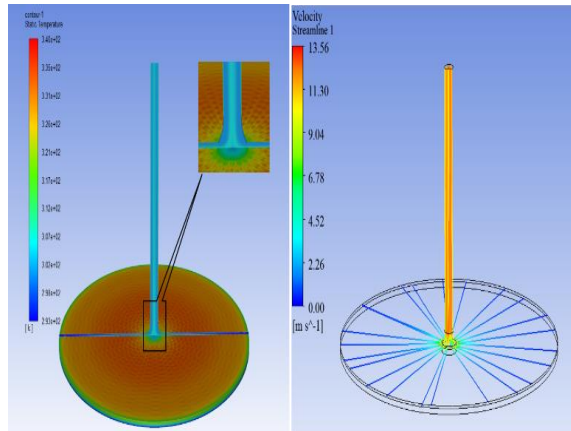 contour-1
Static Temperature
3.40e+02
3.35e+02
3.31e+02
3.26e+02
3.21e+02
3.17e+02
3.12e+02
3.07e+02
3.02e+02
2.98e+02
2.93e+02
[k]
Velocity
Streamline 1
13.56
11.30
9.04
6.78
4.52
2.26
0.00
[m s^-1]